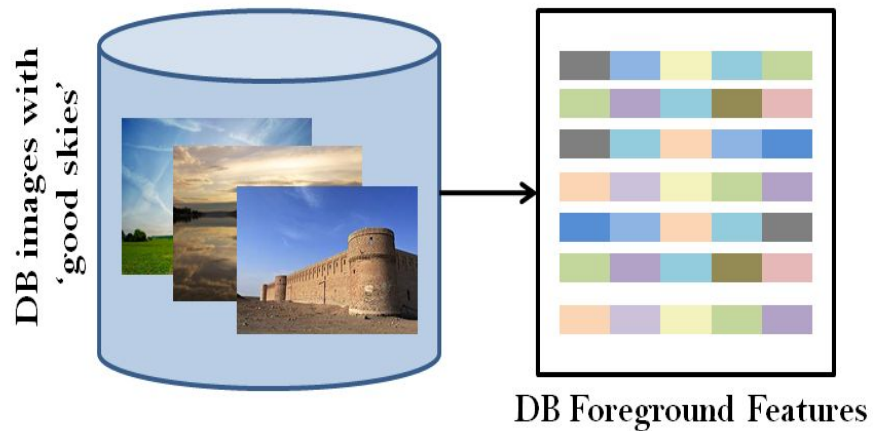 DB images with
‘good skies’
DB Foreground Features